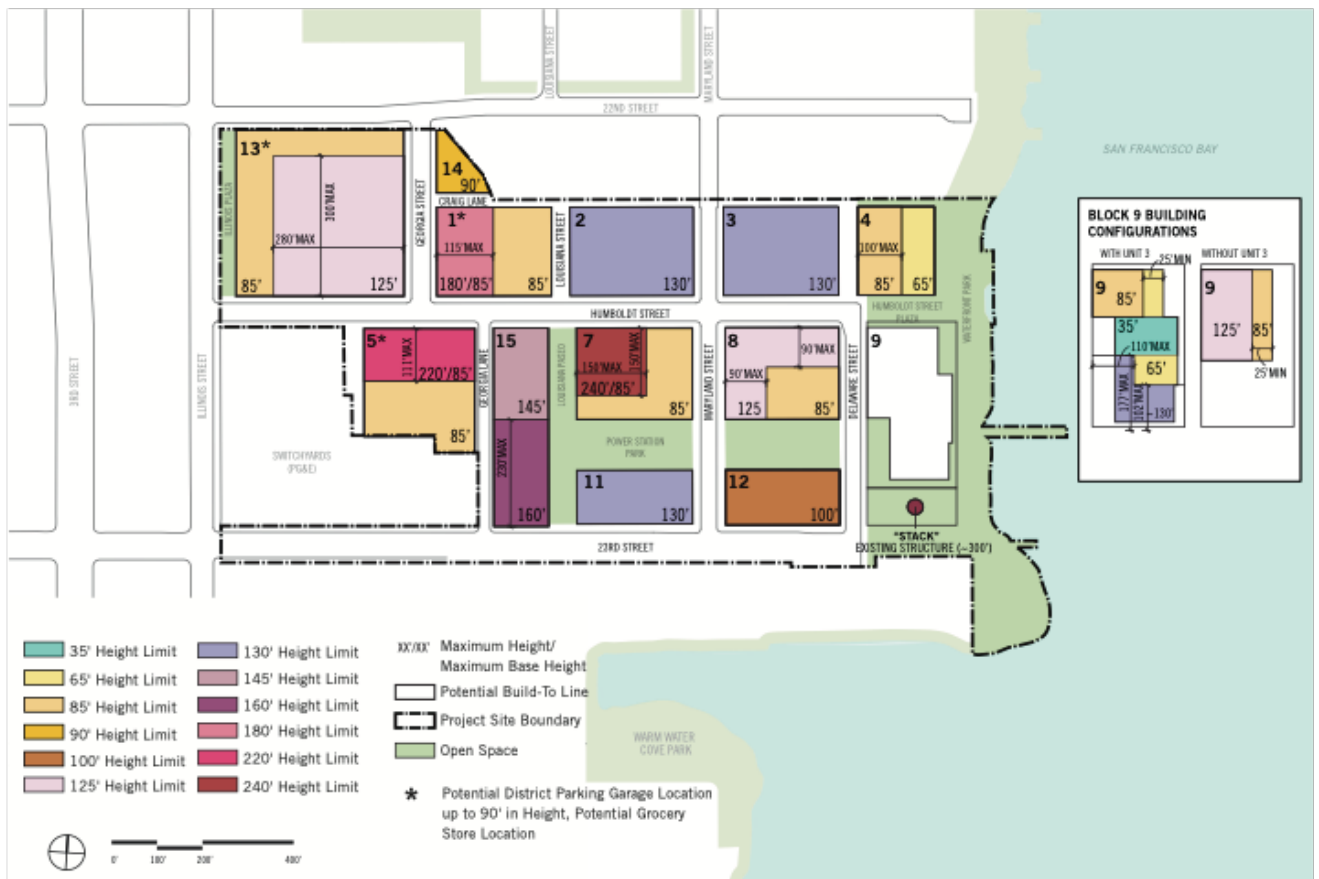 LOUISIANA STREET
MARYLAND STREET
22ND STREET
SAN FRANCISCO BAY
13*
ILLINOIS PLAZA
300'MAX
280'MAX
85'
125'
GEORGIA STREET
14
90'
CRAIG LANE
1*
115'MAX
180'/85'
85'
LOUISIANA STREET
2
130'
3
130'
4
100'MAX
85'
65'
WATERFRONT PARK
HUMBOLDT STREET
PLAZA
HUMBOLDT STREET
3RD STREET
ILLINOIS STREET
5*
111'MAX
220'/85'
85'
GEORGIA LANE
15
145'
230'MAX
160'
LOUISIANA PASEO
7
150'MAX
150'MAX
240'/85'
85'
MARYLAND STREET
8
90'MAX
90'MAX
125
85'
DELAWARE STREET
9
SWITCHYARDS
(PG&E)
POWER STATION
PARK
11
130'
12
100'
"STACK"
EXISTING STRUCTURE (~300')
23RD STREET
BLOCK 9 BUILDING
CONFIGURATIONS
WITH UNIT 3
25'MIN
9
85'
35'
110'MAX
65'
177'MAX
102'MAX
~130'
WITHOUT UNIT 3
9
125'
85'
25'MIN
35' Height Limit
65' Height Limit
85' Height Limit
90' Height Limit
100' Height Limit
125' Height Limit
130' Height Limit
145' Height Limit
160' Height Limit
180' Height Limit
220' Height Limit
240' Height Limit
XX'/XX' Maximum Height/
Maximum Base Height
Potential Build-To Line
Project Site Boundary
Open Space
* Potential District Parking Garage Location
up to 90' in Height, Potential Grocery
Store Location
WARM WATER
COVE PARK
0' 100' 200' 400'